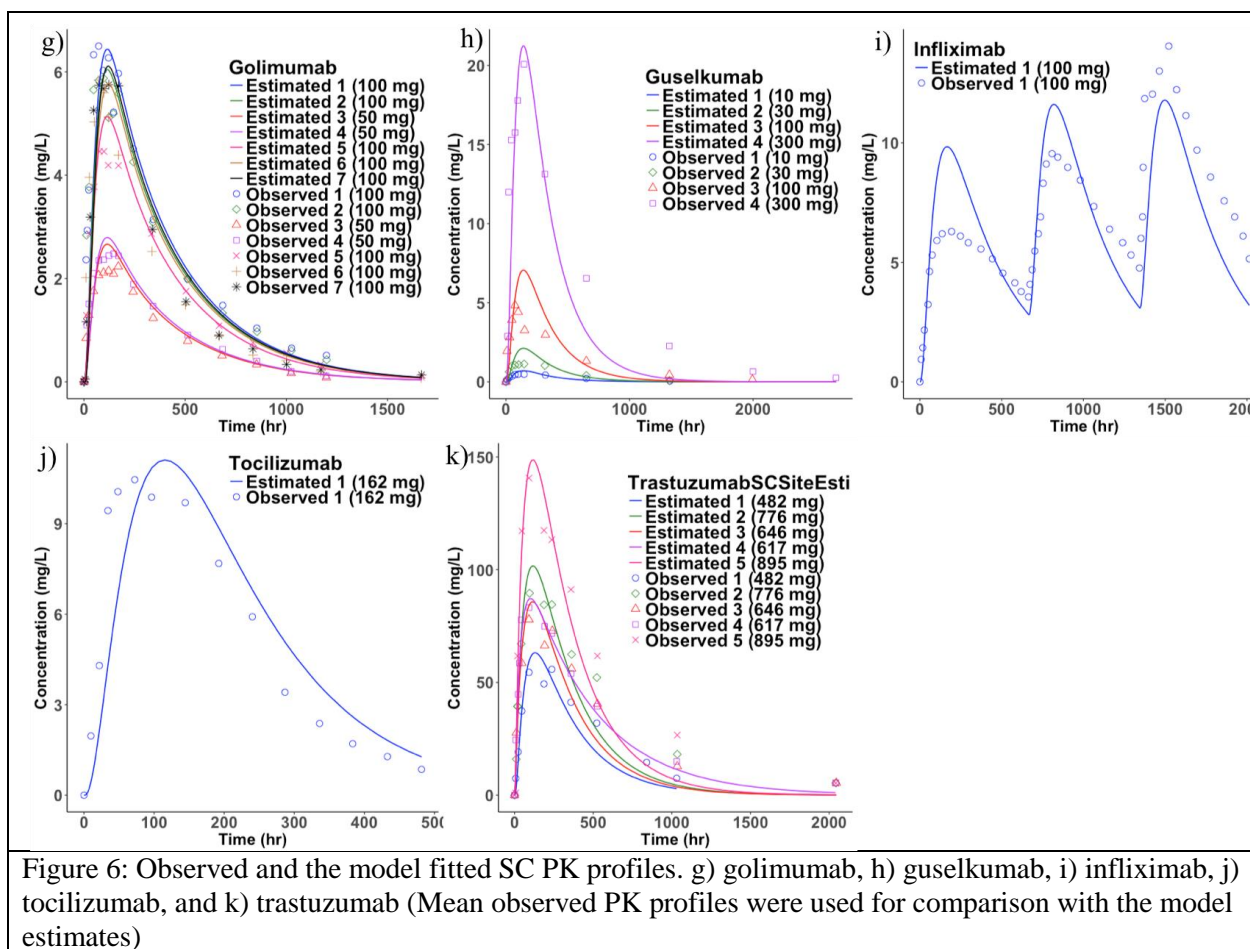 g)
Golimumab
Estimated 1 (100 mg)
Estimated 2 (100 mg)
Estimated 3 (50 mg)
Estimated 4 (50 mg)
Estimated 5 (100 mg)
Estimated 6 (100 mg)
Estimated 7 (100 mg)
Observed 1 (100 mg)
Observed 2 (100 mg)
Observed 3 (50 mg)
Observed 4 (50 mg)
Observed 5 (100 mg)
Observed 6 (100 mg)
Observed 7 (100 mg)
Concentration (mg/L)
6
4
2
0
0 500 1000 1500
Time (hr)
h)
Guselkumab
Estimated 1 (10 mg)
Estimated 2 (30 mg)
Estimated 3 (100 mg)
Estimated 4 (300 mg)
Observed 1 (10 mg)
Observed 2 (30 mg)
Observed 3 (100 mg)
Observed 4 (300 mg)
Concentration (mg/L)
20
15
10
5
0
0 1000 2000
Time (hr)
i)
Infliximab
Estimated 1 (100 mg)
Observed 1 (100 mg)
Concentration (mg/L)
10
5
0
0 500 1000 1500 200
Time (hr)
j)
Tocilizumab
Estimated 1 (162 mg)
Observed 1 (162 mg)
Concentration (mg/L)
9
6
3
0
0 100 200 300 400 500
Time (hr)
k)
TrastuzumabSCSiteEsti
Estimated 1 (482 mg)
Estimated 2 (776 mg)
Estimated 3 (646 mg)
Estimated 4 (617 mg)
Estimated 5 (895 mg)
Observed 1 (482 mg)
Observed 2 (776 mg)
Observed 3 (646 mg)
Observed 4 (617 mg)
Observed 5 (895 mg)
Concentration (mg/L)
150
100
50
0
0 500 1000 1500 2000
Time (hr)
Figure 6: Observed and the model fitted SC PK profiles. g) golimumab, h) guselkumab, i) infliximab, j)
tocilizumab, and k) trastuzumab (Mean observed PK profiles were used for comparison with the model
estimates)